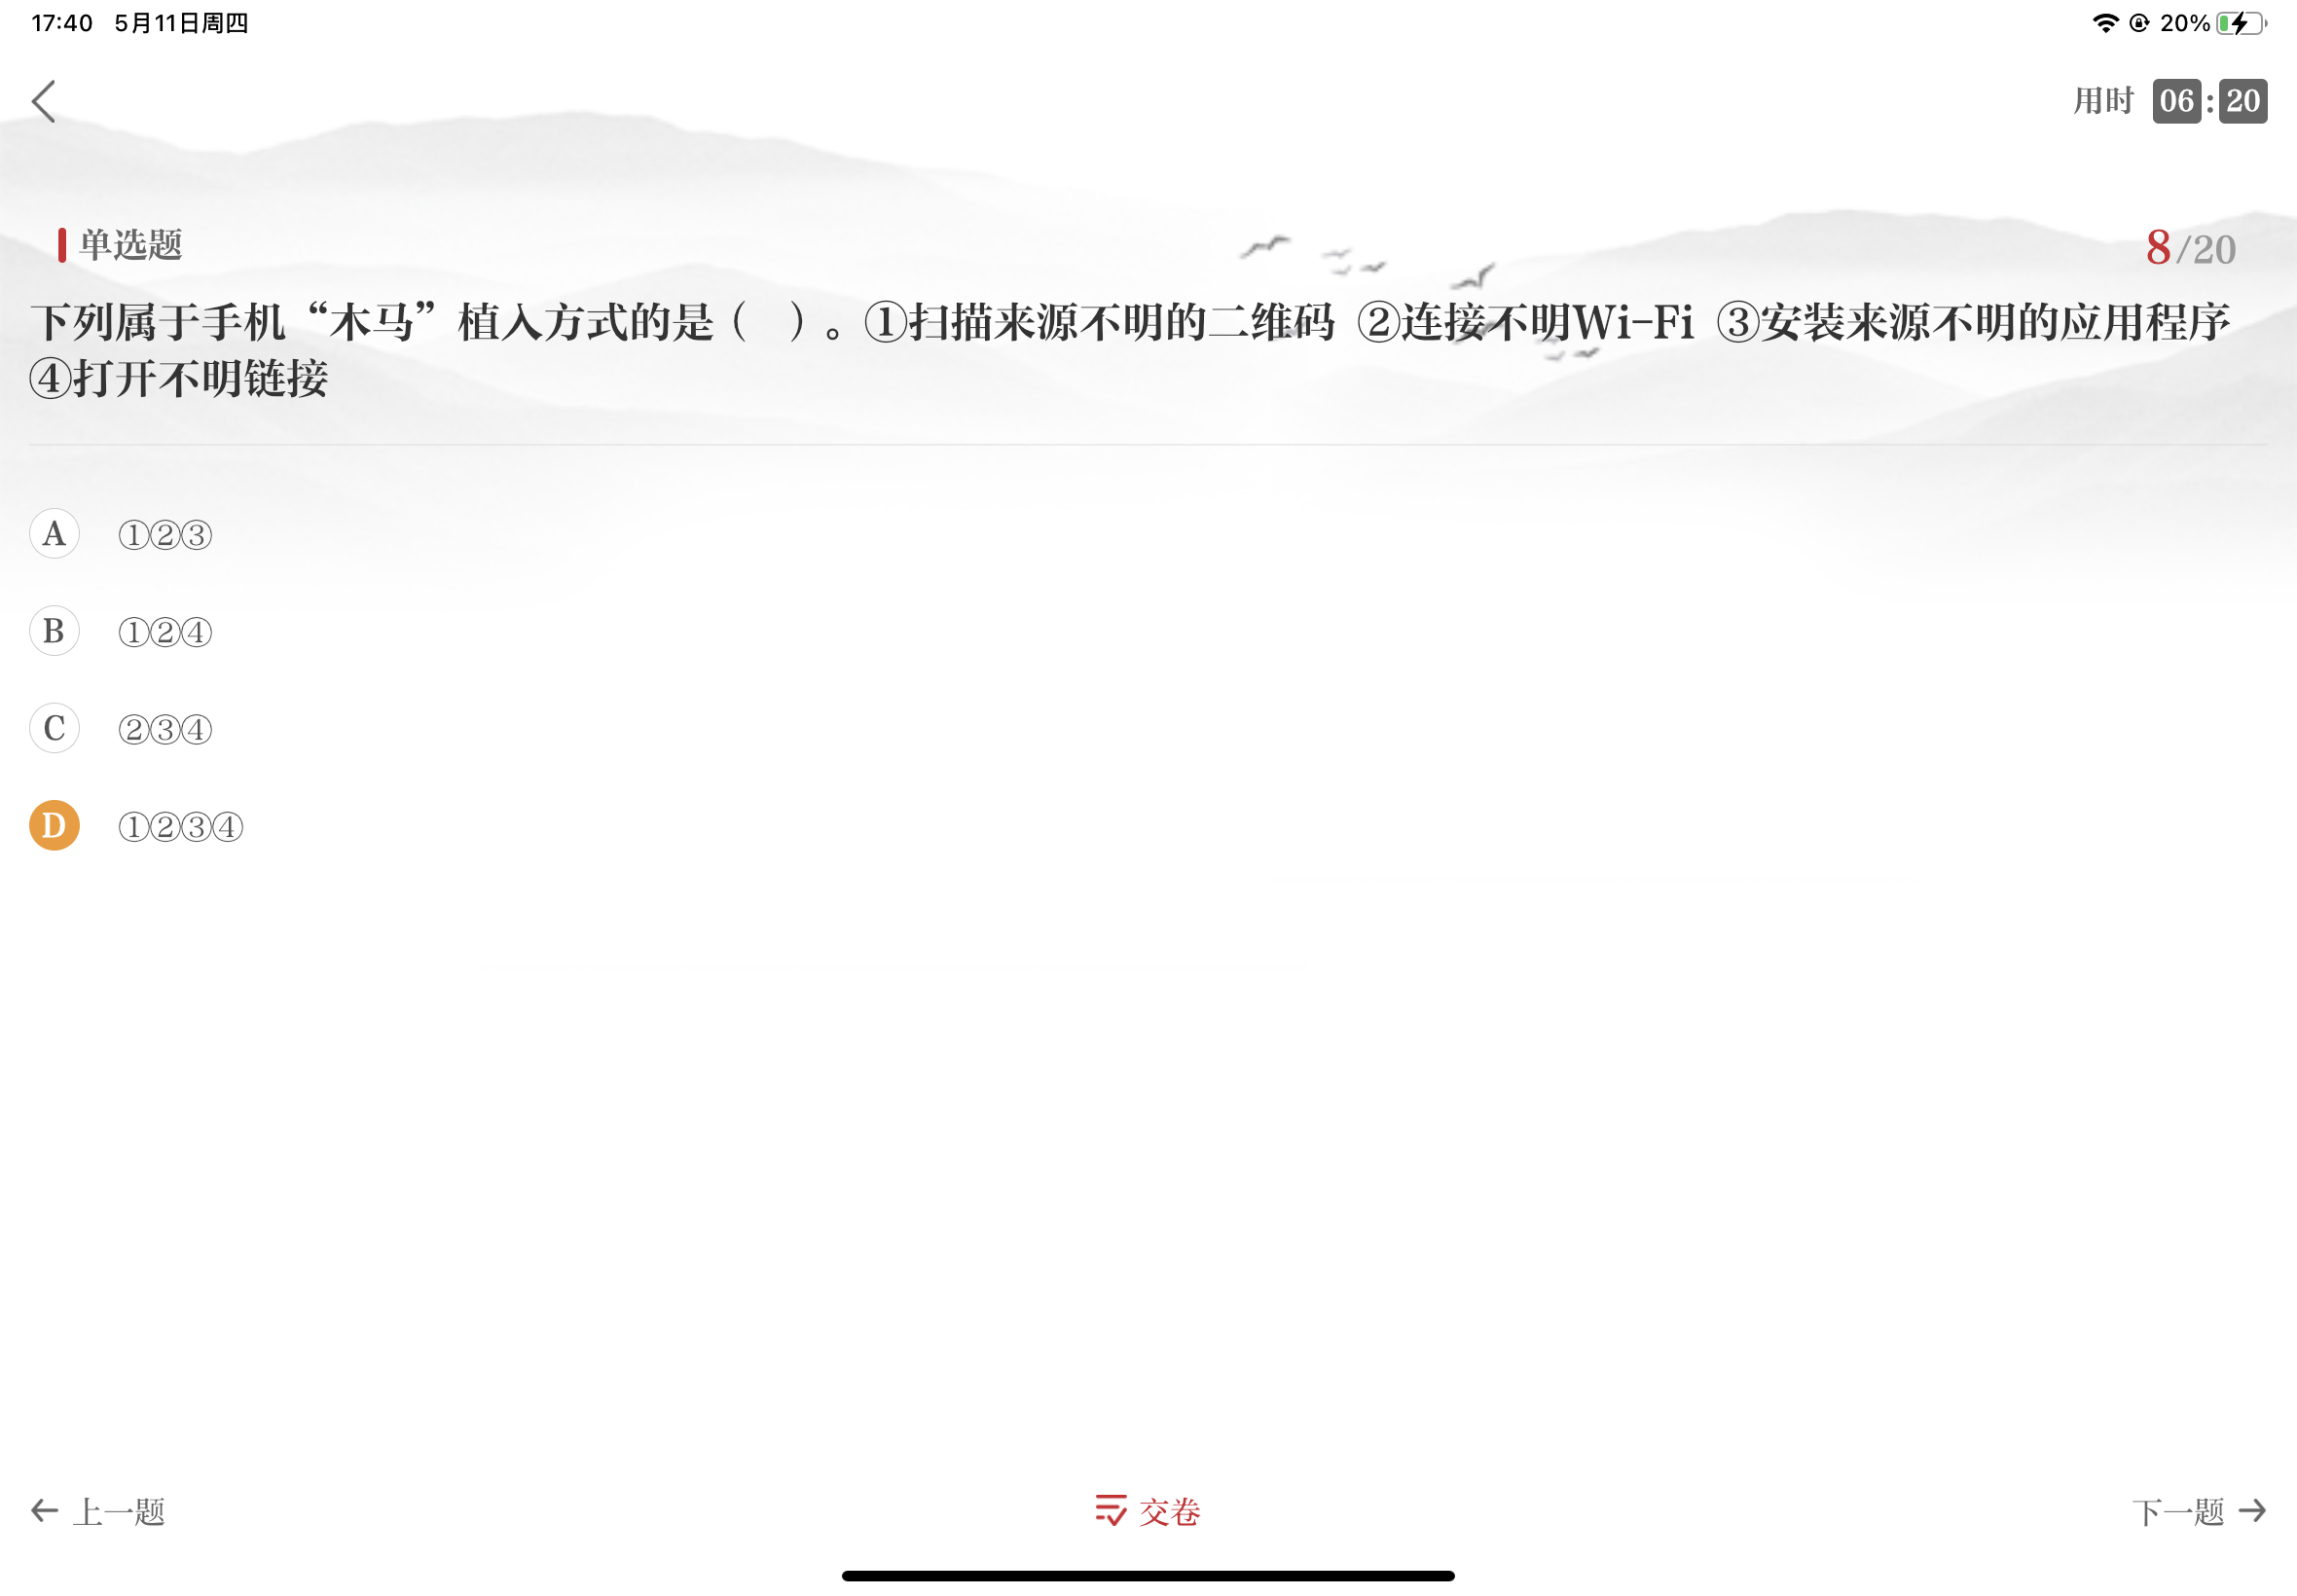 17:40 5月11日周四
20%
用时 06:20
单选题
8/20
下列属于手机“木马”植入方式的是（　）。①扫描来源不明的二维码 ②连接不明Wi-Fi ③安装来源不明的应用程序
④打开不明链接
A ①②③
B ①②④
C ②③④
D ①②③④
上一题
交卷
下一题